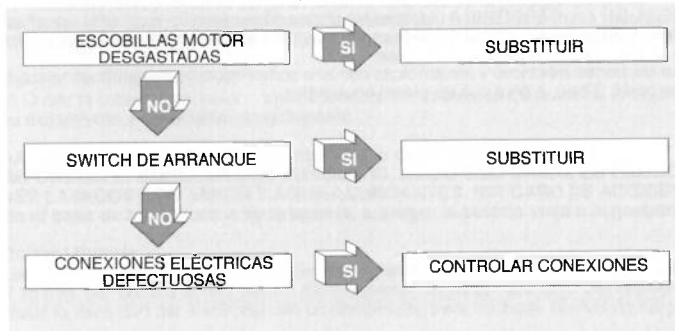 ESCOBILLAS MOTOR
DESGASTADAS
SI
SUBSTITUIR
NO
SWITCH DE ARRANQUE
SI
SUBSTITUIR
NO
CONEXIONES ELÉCTRICAS
DEFECTUOSAS
SI
CONTROLAR CONEXIONES